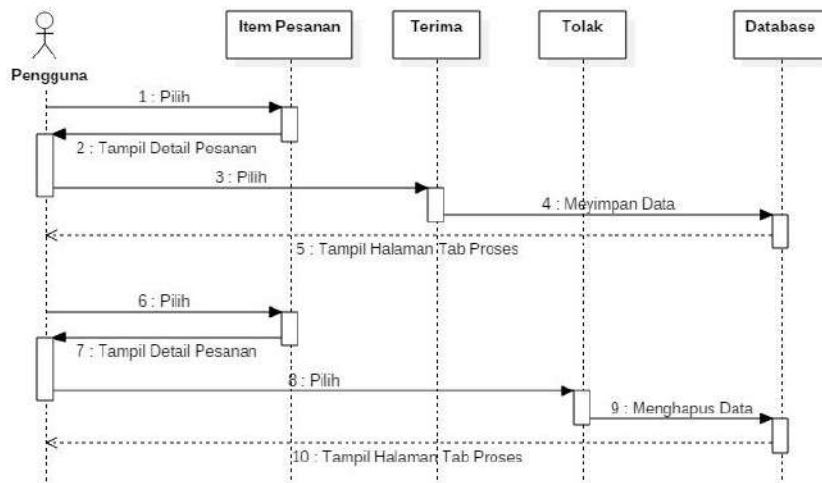 Item Pesanan
Terima
Tolak
Database
Pengguna
1 : Pilih
2 : Tampil Detail Pesanan
3 : Pilih
4 : Meyimpan Data
5 : Tampil Halaman Tab Proses
6 : Pilih
7 : Tampil Detail Pesanan
8 : Pilih
9 : Menghapus Data
10 : Tampil Halaman Tab Proses